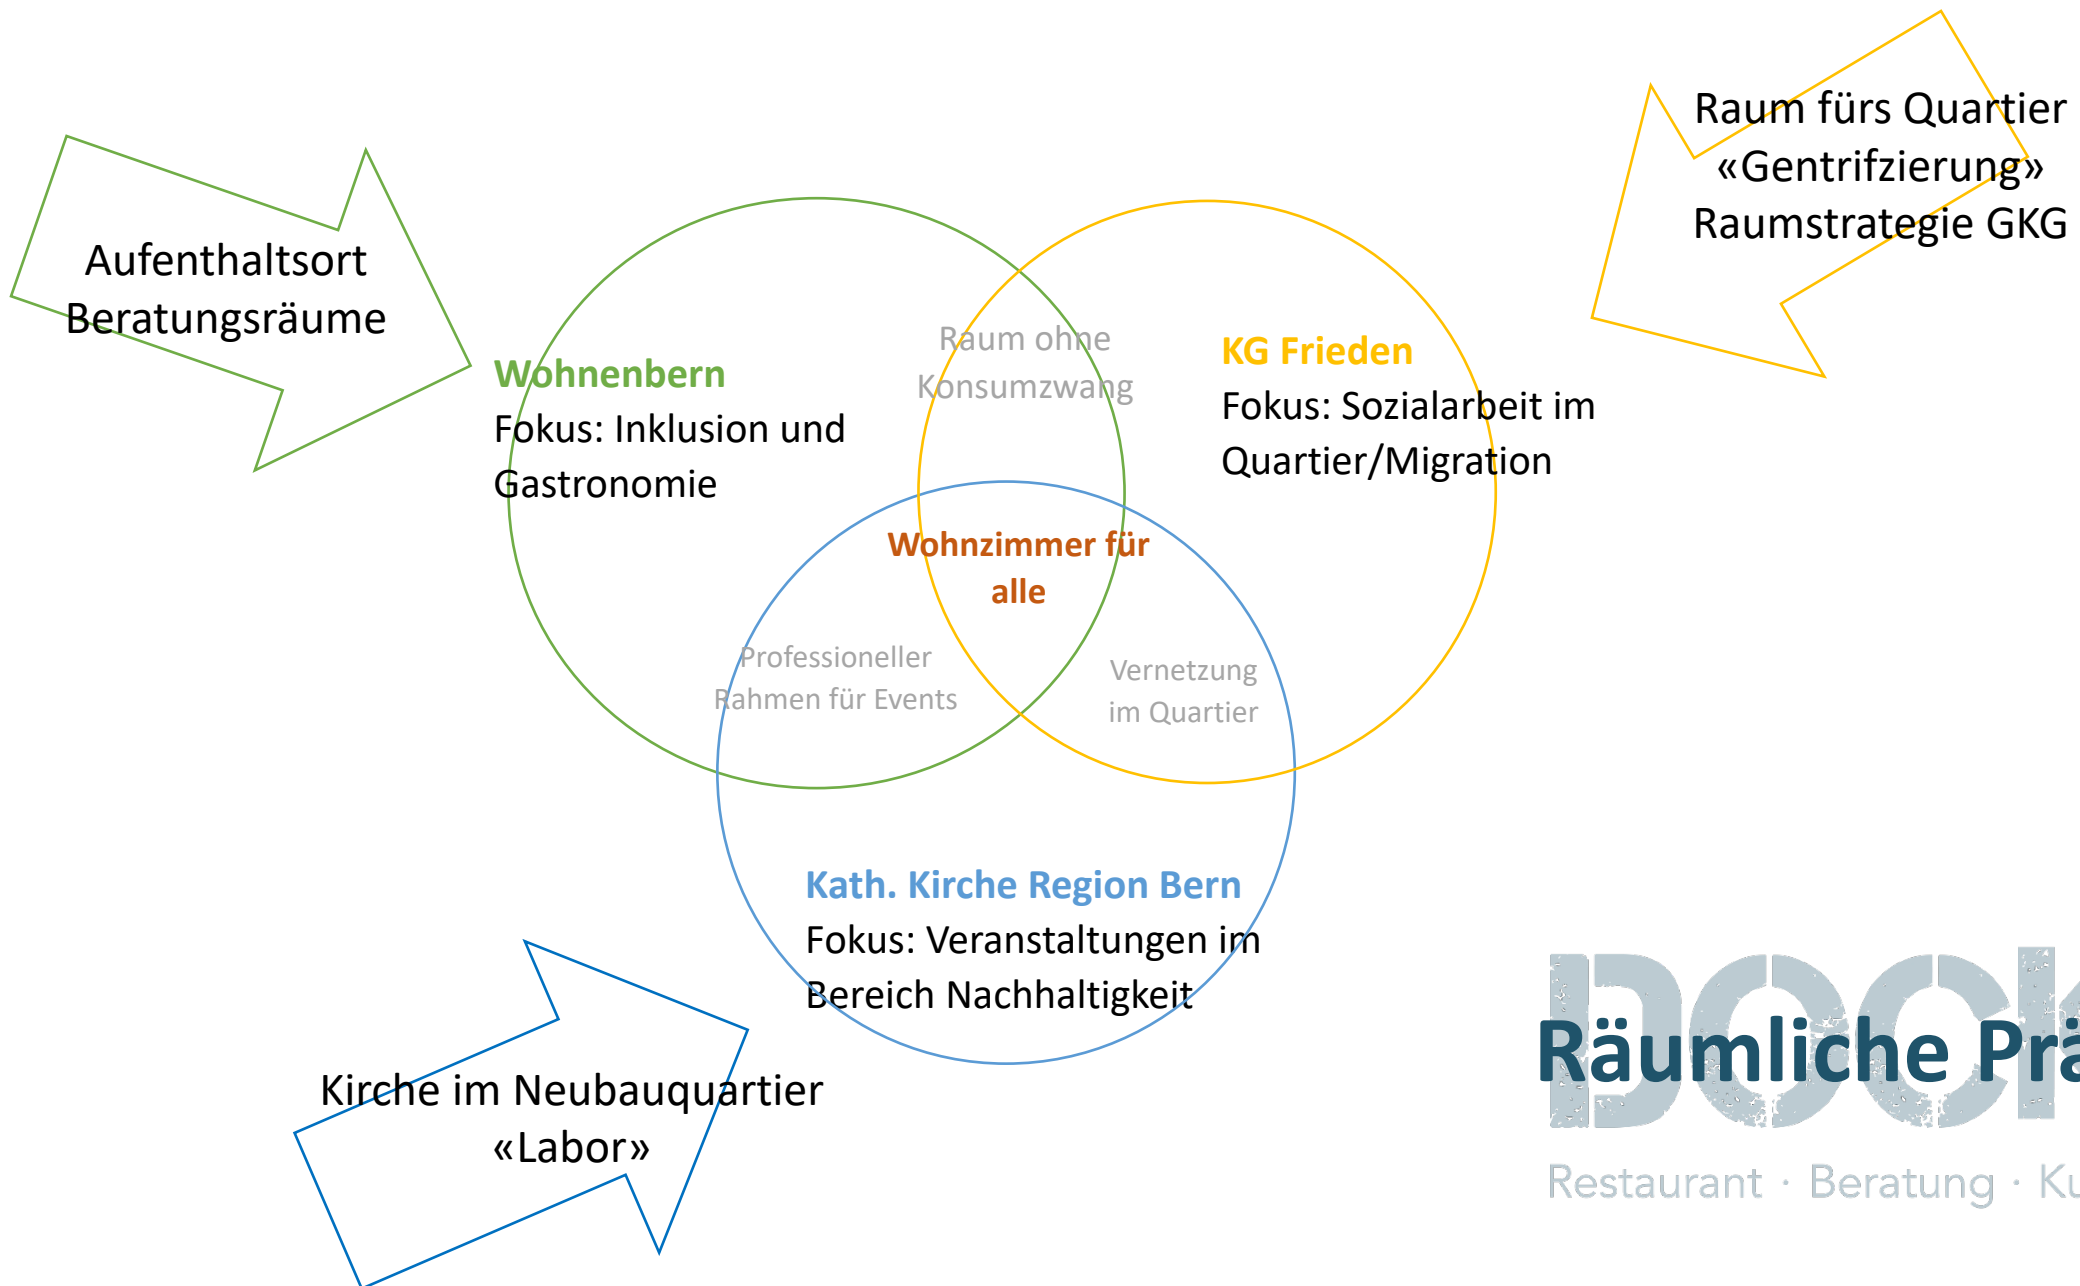 Raum fürs Quartier
«Gentrifzierung»
Raumstrategie GKG
Aufenthaltsort
Beratungsräume
Raum ohne
Konsumzwang
Wohnenbern
Fokus: Inklusion und
Gastronomie
KG Frieden
Fokus: Sozialarbeit im
Quartier/Migration
Wohnzimmer für
alle
Professioneller
Rahmen für Events
Vernetzung
im Quartier
Kath. Kirche Region Bern
Fokus: Veranstaltungen im
Bereich Nachhaltigkeit
Kirche im Neubauquartier
«Labor»
DOCK
Räumliche Prä
Restaurant · Beratung · Ku